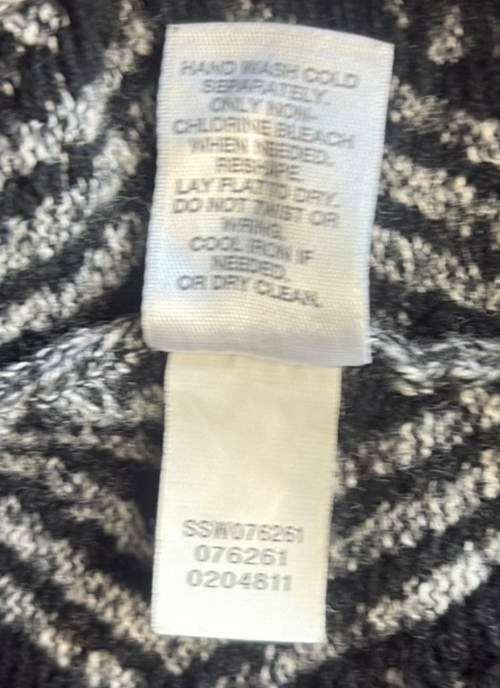 HAND WASH COLD
SEPARATELY.
ONLY NON-
CHLORINE BLEACH
WHEN NEEDED.
RESHAPE.
LAY FLAT TO DRY.
DO NOT TWIST OR
WRING.
COOL IRON IF
NEEDED.
OR DRY CLEAN.
SSW076261
076261
0204811